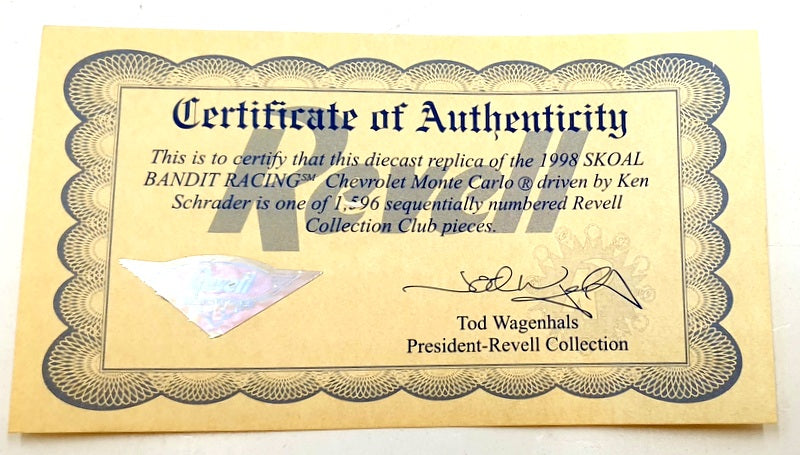 Certificate of Authenticity
Revell
This is to certify that this diecast replica of the 1998 SKOAL
BANDIT RACING℠ Chevrolet Monte Carlo ® driven by Ken
Schrader is one of 1,596 sequentially numbered Revell
Collection Club pieces.
Revell
Tod Wagenhals
President-Revell Collection